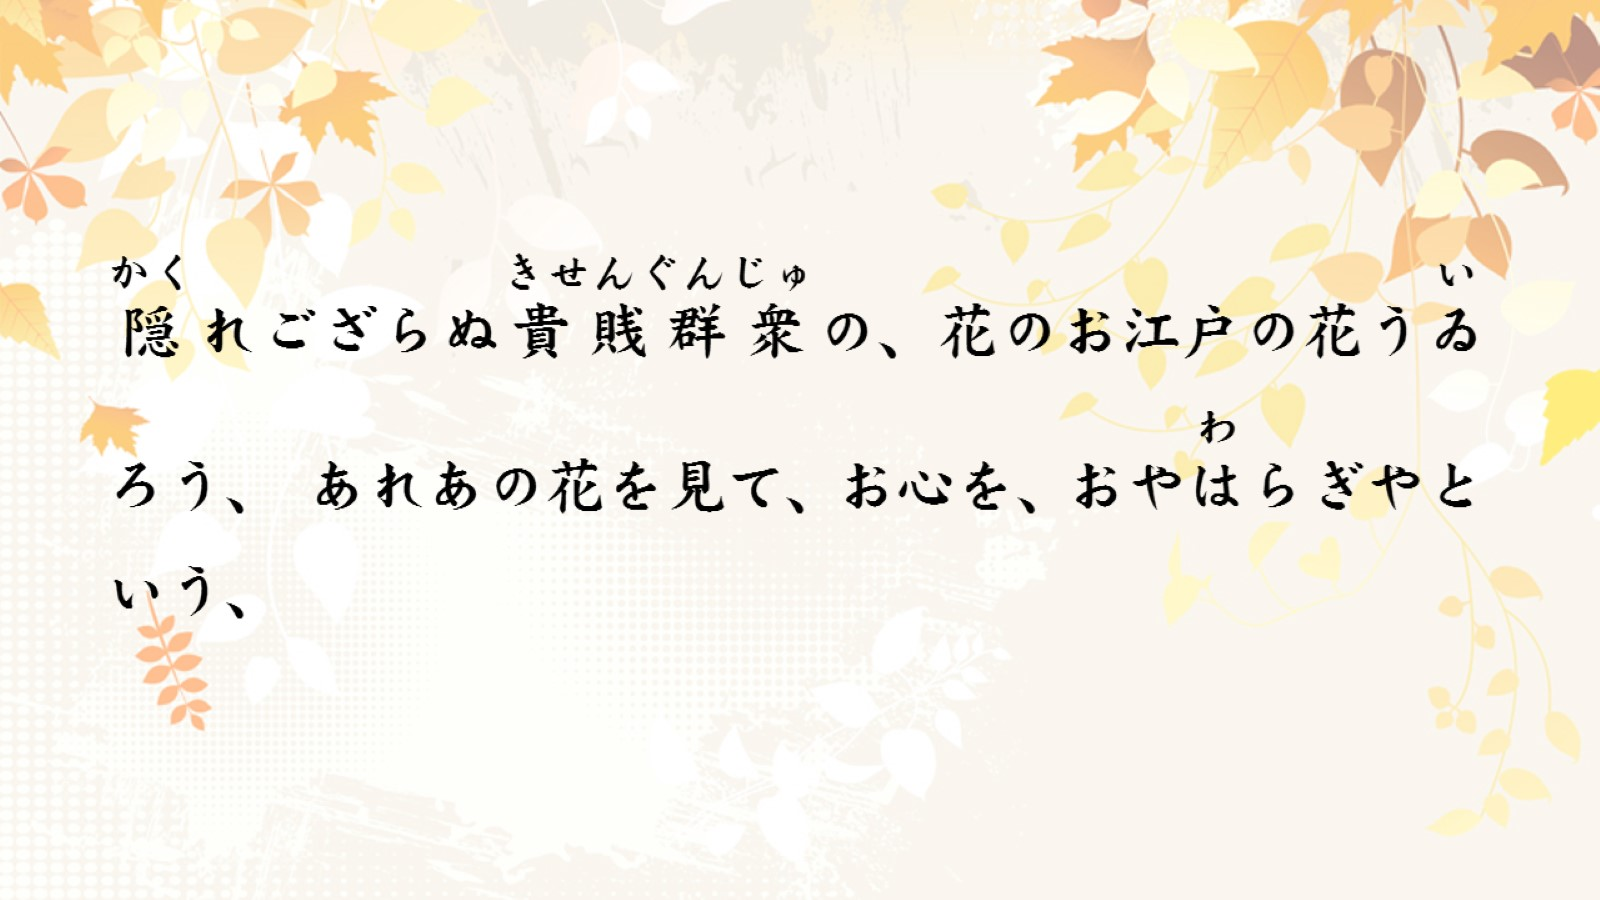 かく きせんぐんじゅ い
隠れござらぬ貴賎群衆の、花のお江戸の花うゐ
わ
ろう、 あれあの花を見て、お心を、おやはらぎやと
いう、